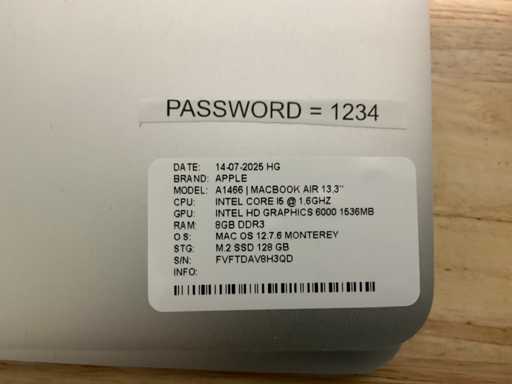 PASSWORD = 1234
DATE: 14-07-2025 HG
BRAND: APPLE
MODEL: A1466 | MACBOOK AIR 13.3"
CPU: INTEL CORE I5 @ 1.6GHZ
GPU: INTEL HD GRAPHICS 6000 1536MB
RAM: 8GB DDR3
OS: MAC OS 12.7.6 MONTEREY
STG: M.2 SSD 128 GB
S/N: FVFTDAV8H3QD
INFO: